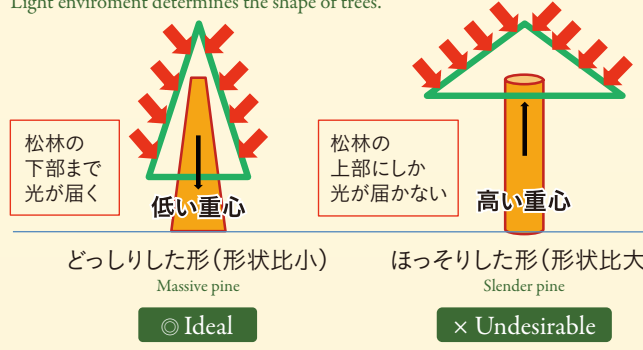 Light enviroment determines the shape of trees.
松林の
下部まで
光が届く
低い重心
松林の
上部にしか
光が届かない
高い重心
どっしりした形(形状比小)
Massive pine
◎ Ideal
ほっそりした形(形状比大
Slender pine
× Undesirable